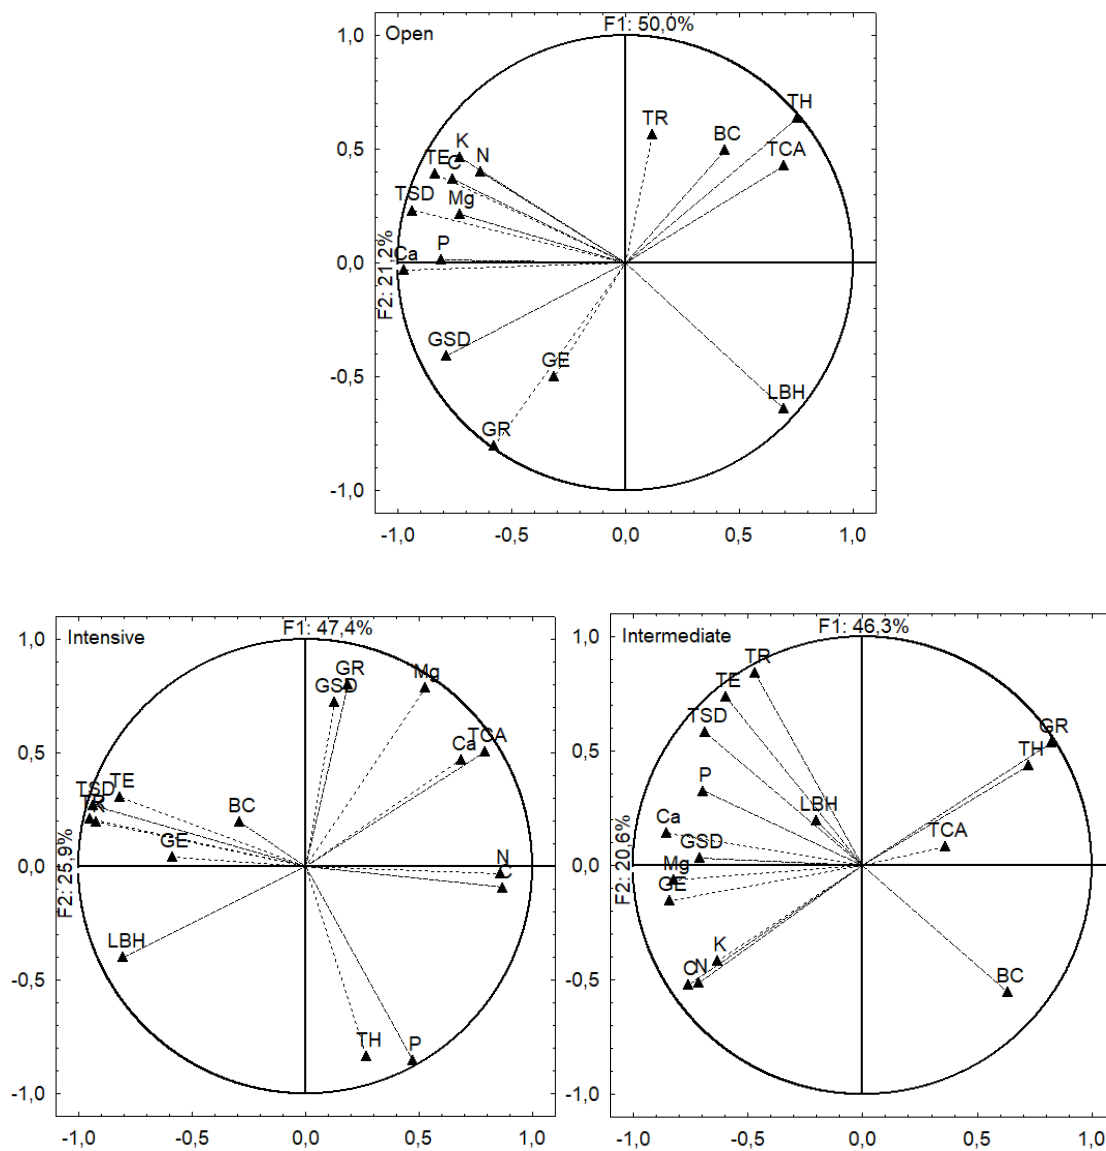 F1: 50,0%
Open
1,0
TH
TR
BC
0,5
K
N
TE
C
TCA
TSD
Mg
P
Ca
0,0
F2: 21,2%
GSD
GE
-0,5
LBH
GR
-1,0
-1,0 -0,5 0,0 0,5 1,0
F1: 47,4%
Intensive
1,0
GR
Mg
GSD
TCA
0,5
Ca
TE
TSD
BC
GE
N
C
0,0
F2: 25,9%
LBH
-0,5
TH
P
-1,0
-1,0 -0,5 0,0 0,5 1,0
F1: 46,3%
Intermediate
1,0
TR
TE
TSD
GR
TH
0,5
P
LBH
Ca
TCA
GSD
Mg
GE
0,0
F2: 20,6%
K
C
N
-0,5
BC
-1,0
-1,0 -0,5 0,0 0,5 1,0